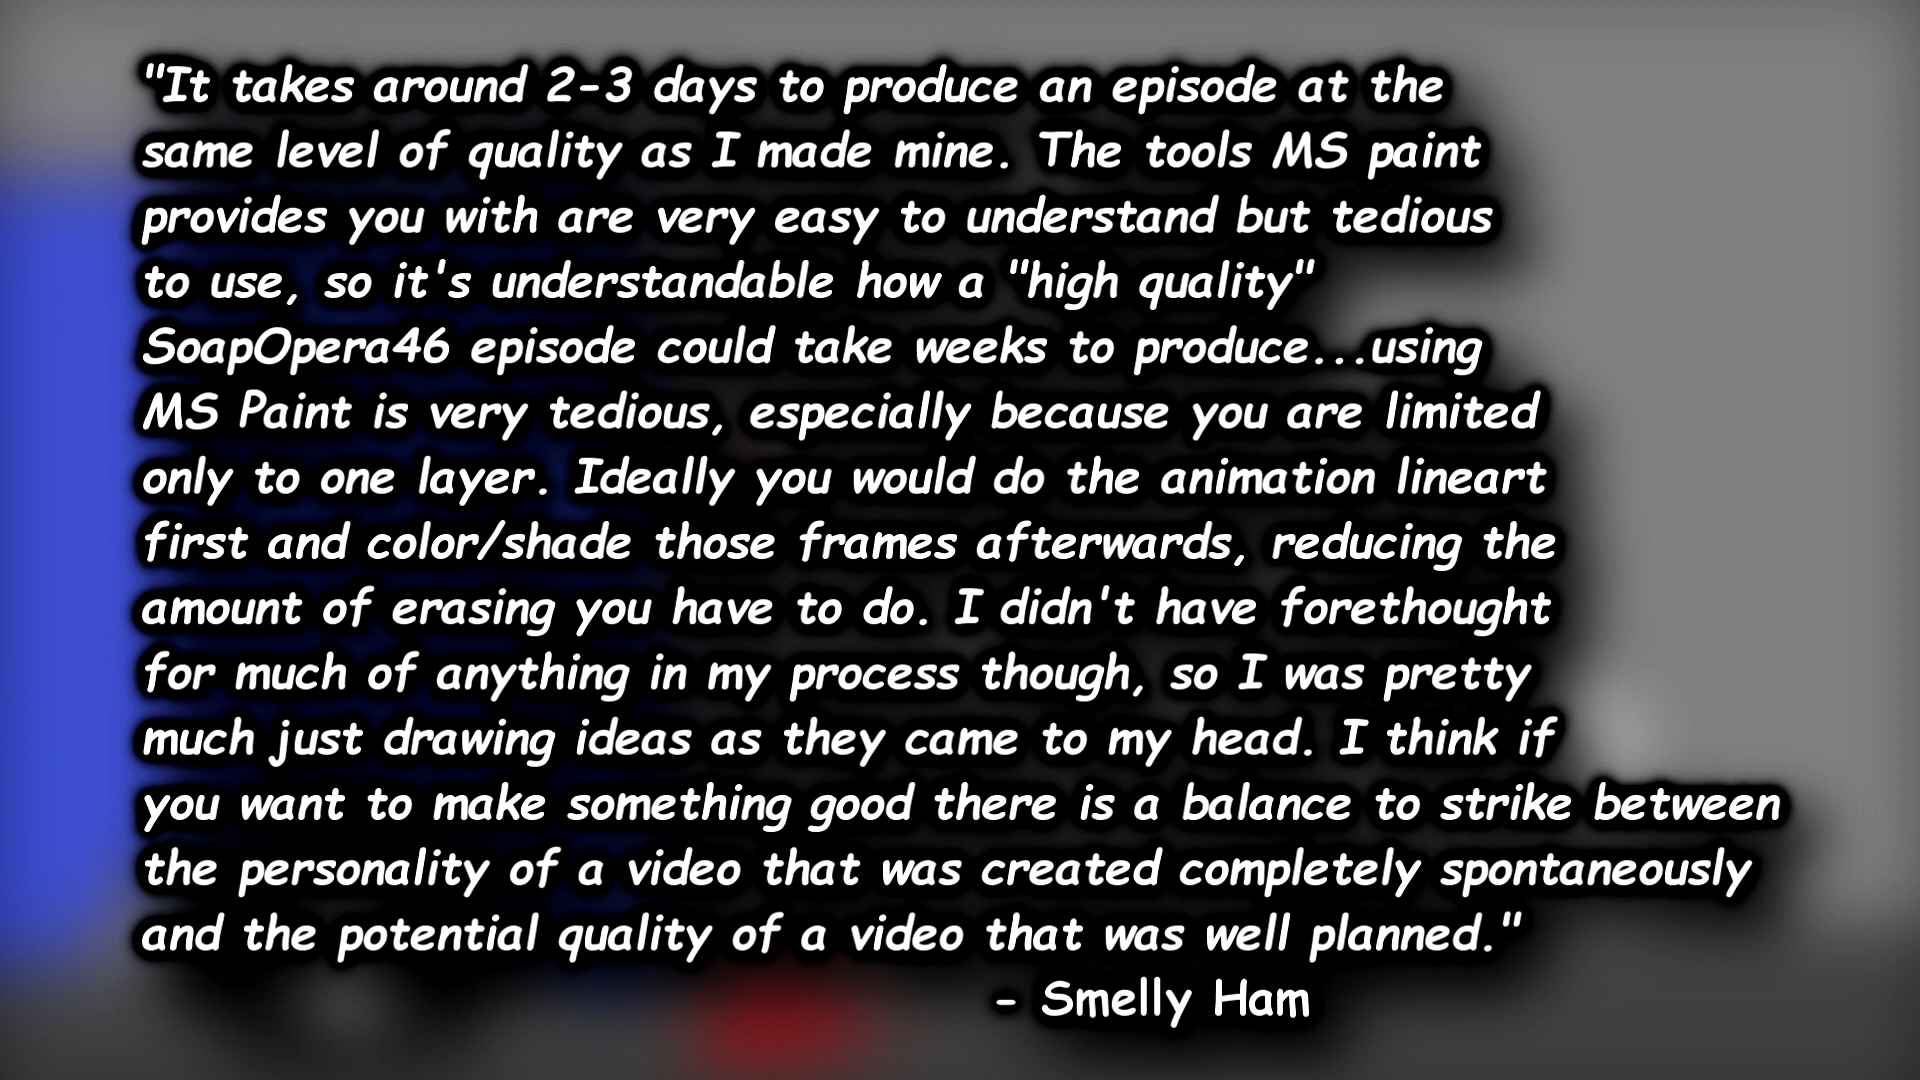 "It takes around 2-3 days to produce an episode at the
same level of quality as I made mine. The tools MS paint
provides you with are very easy to understand but tedious
to use, so it's understandable how a "high quality"
SoapOpera46 episode could take weeks to produce...using
MS Paint is very tedious, especially because you are limited
only to one layer. Ideally you would do the animation lineart
first and color/shade those frames afterwards, reducing the
amount of erasing you have to do. I didn't have forethought
for much of anything in my process though, so I was pretty
much just drawing ideas as they came to my head. I think if
you want to make something good there is a balance to strike between
the personality of a video that was created completely spontaneously
and the potential quality of a video that was well planned."
- Smelly Ham